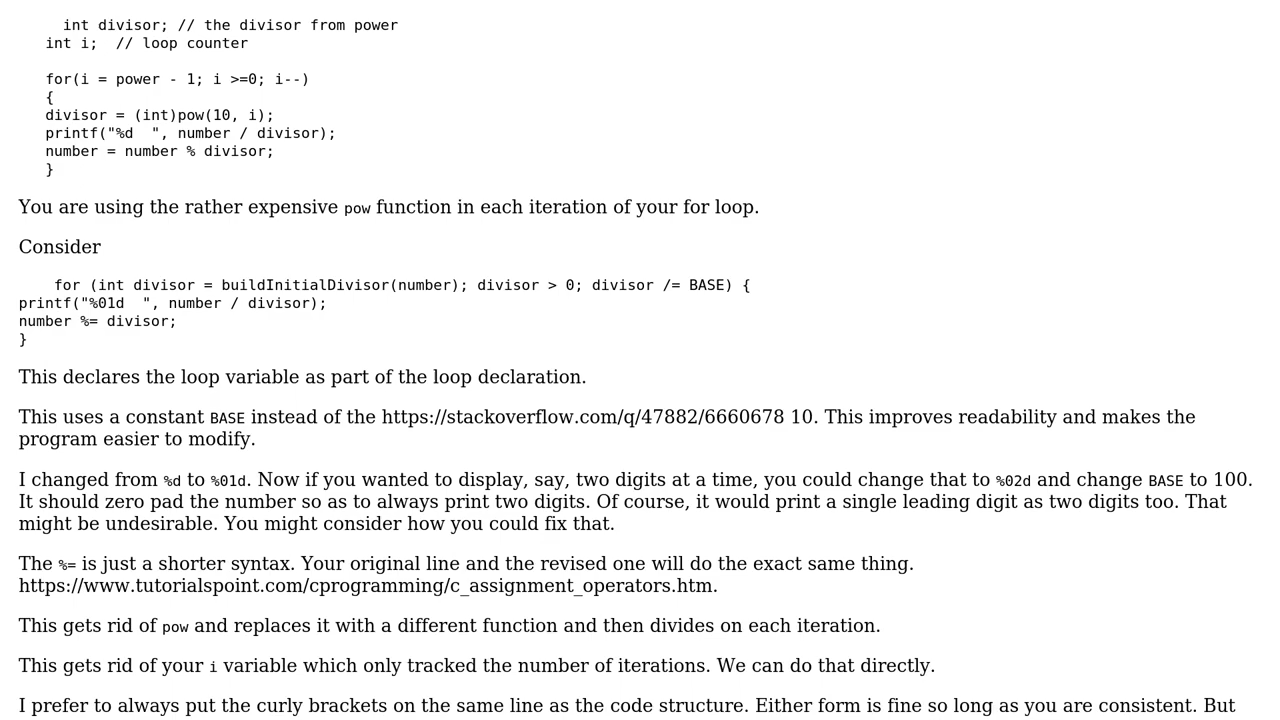 int divisor; // the divisor from power
int i;  // loop counter
for(i = power - 1; i >=0; i--)
{
divisor = (int)pow(10, i);
printf("%d  ", number / divisor);
number = number % divisor;
}
You are using the rather expensive pow function in each iteration of your for loop.
Consider
for (int divisor = buildInitialDivisor(number); divisor > 0; divisor /= BASE) {
printf("%01d  ", number / divisor);
number %= divisor;
}
This declares the loop variable as part of the loop declaration.
This uses a constant BASE instead of the https://stackoverflow.com/q/47882/6660678 10. This improves readability and makes the
program easier to modify.
I changed from %d to %01d. Now if you wanted to display, say, two digits at a time, you could change that to %02d and change BASE to 100.
It should zero pad the number so as to always print two digits. Of course, it would print a single leading digit as two digits too. That
might be undesirable. You might consider how you could fix that.
The %= is just a shorter syntax. Your original line and the revised one will do the exact same thing.
https://www.tutorialspoint.com/cprogramming/c_assignment_operators.htm.
This gets rid of pow and replaces it with a different function and then divides on each iteration.
This gets rid of your i variable which only tracked the number of iterations. We can do that directly.
I prefer to always put the curly brackets on the same line as the code structure. Either form is fine so long as you are consistent. But